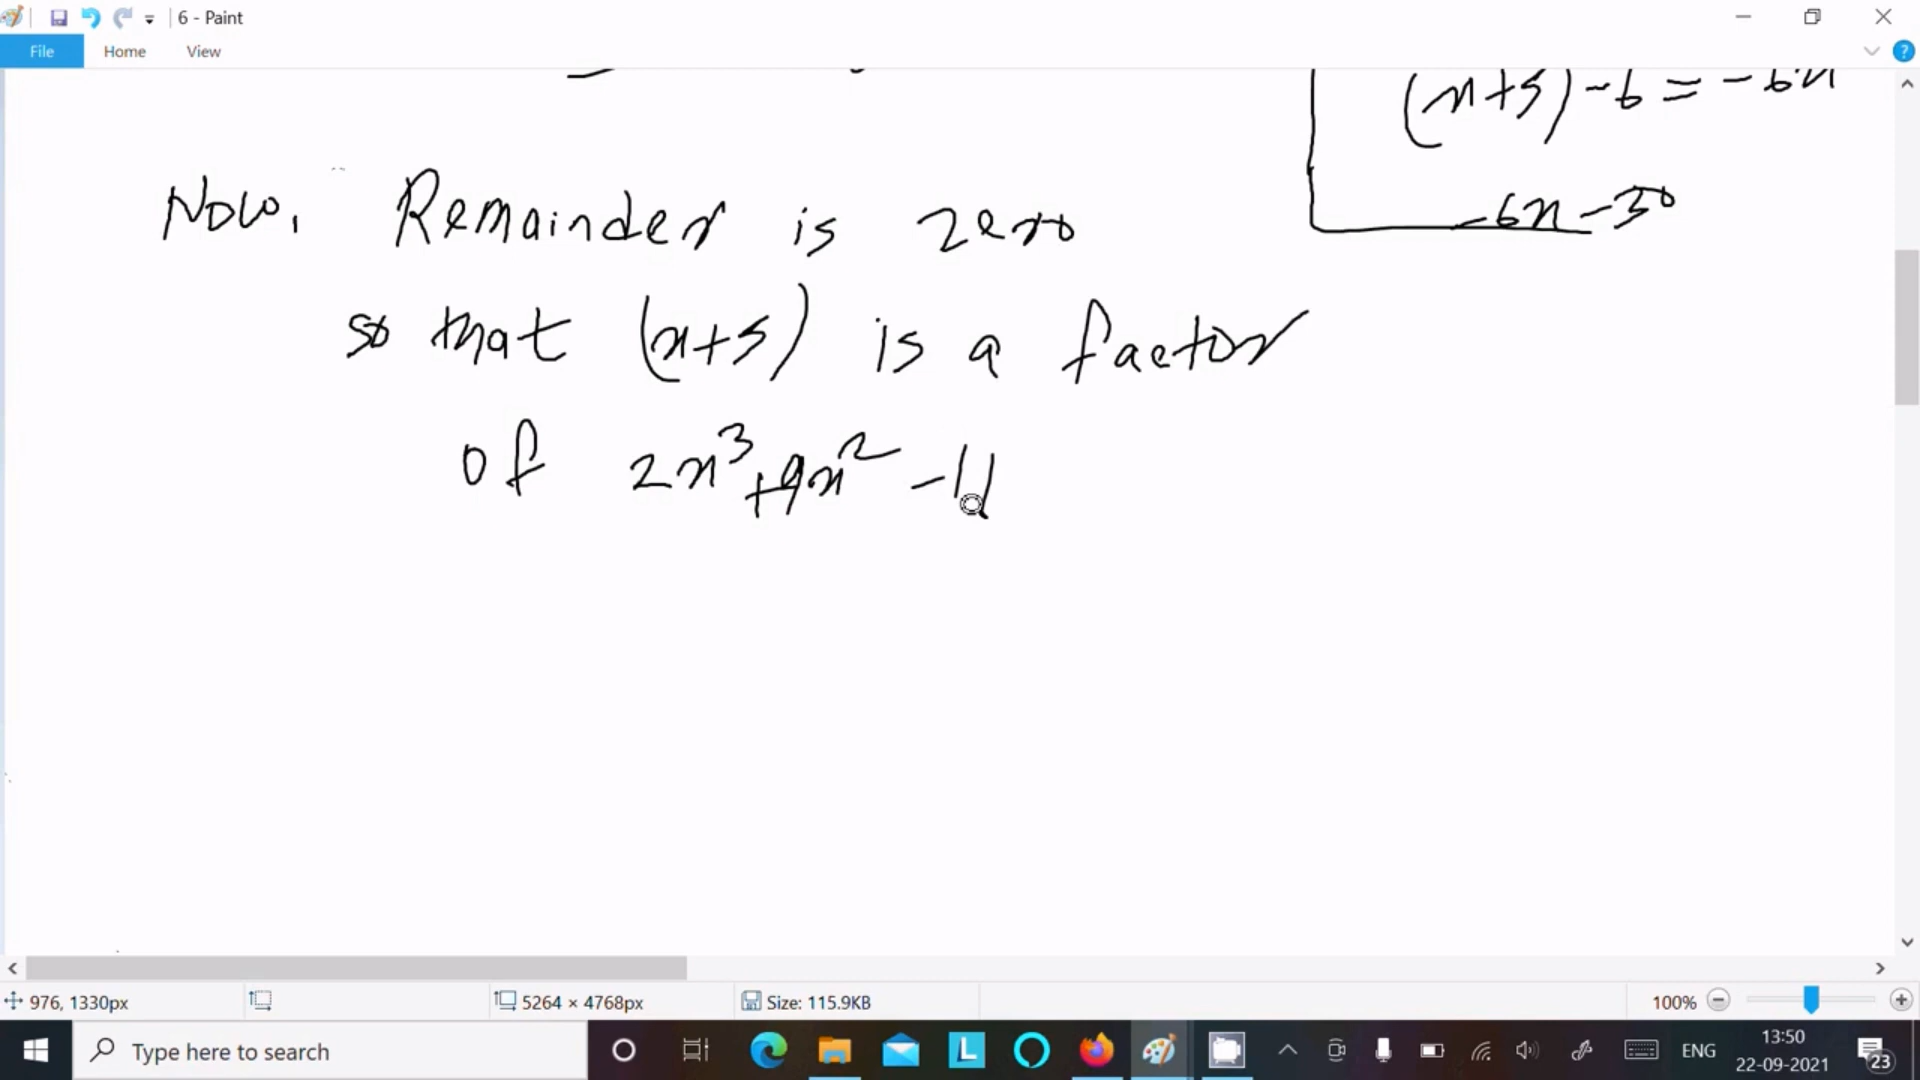 6 - Paint
File Home View
(x+5)-6=-6x
-6x-30
Now, Remainder is zero
so that (x+5) is a factor
of 2x³+9x²-11
976, 1330px
5264 × 4768px
Size: 115.9KB
100%
Type here to search
ENG
13:50
22-09-2021
23